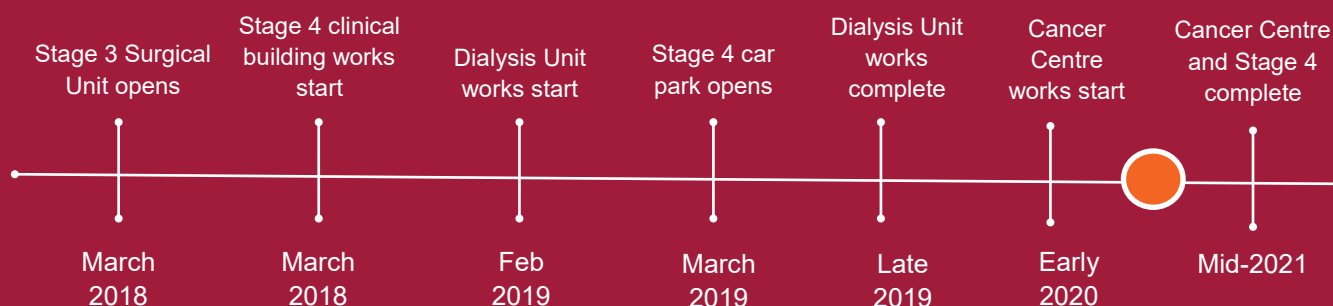 Stage 3 Surgical
Unit opens
March
2018
Stage 4 clinical
building works
start
March
2018
Dialysis Unit
works start
Feb
2019
Stage 4 car
park opens
March
2019
Dialysis Unit
works
complete
Late
2019
Cancer
Centre
works start
Early
2020
Cancer Centre
and Stage 4
complete
Mid-2021